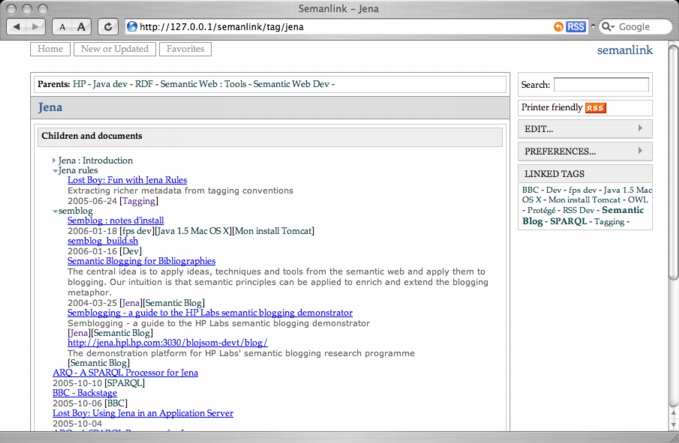 Semanlink - Jena
A A http://127.0.0.1/semanlink/tag/jena RSS Google
Home New or Updated Favorites semanlink
Parents: HP - Java dev - RDF - Semantic Web : Tools - Semantic Web Dev -
Jena
Children and documents
Jena : Introduction
Jena rules
Lost Boy: Fun with Jena Rules
Extracting richer metadata from tagging conventions
2005-06-24 [Tagging]
semblog
Semblog : notes d'install
2006-01-18 [fps dev][Java 1.5 Mac OS X][Mon install Tomcat]
semblog_build.sh
2006-01-16 [Dev]
Semantic Blogging for Bibliographies
The central idea is to apply ideas, techniques and tools from the semantic web and apply them to
blogging. Our intuition is that semantic principles can be applied to enrich and extend the blogging
metaphor.
2004-03-25 [Jena][Semantic Blog]
Semblogging - a guide to the HP Labs semantic blogging demonstrator
Semblogging - a guide to the HP Labs semantic blogging demonstrator
[Jena][Semantic Blog]
http://jena.hpl.hp.com:3030/blojsom-devt/blog/
The demonstration platform for HP Labs' semantic blogging research programme
[Semantic Blog]
ARQ - A SPARQL Processor for Jena
2005-10-10 [SPARQL]
BBC - Backstage
2005-10-06 [BBC]
Lost Boy: Using Jena in an Application Server
2005-10-04
Search:
Printer friendly RSS
EDIT...
PREFERENCES...
LINKED TAGS
BBC - Dev - fps dev - Java 1.5 Mac
OS X - Mon install Tomcat - OWL
- Protégé - RSS Dev - Semantic
Blog - SPARQL - Tagging -